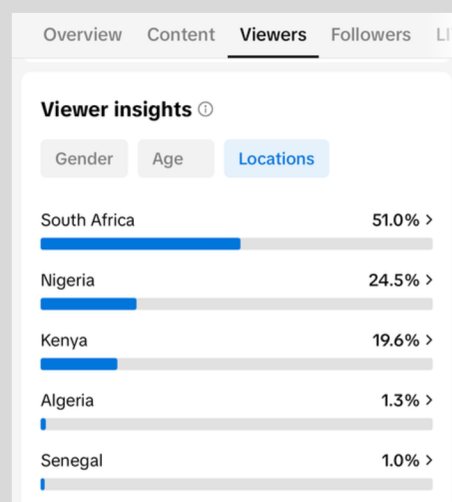 Overview Content Viewers Followers LI
Viewer insights
Gender Age Locations
South Africa 51.0% >
Nigeria 24.5% >
Kenya 19.6% >
Algeria 1.3% >
Senegal 1.0% >